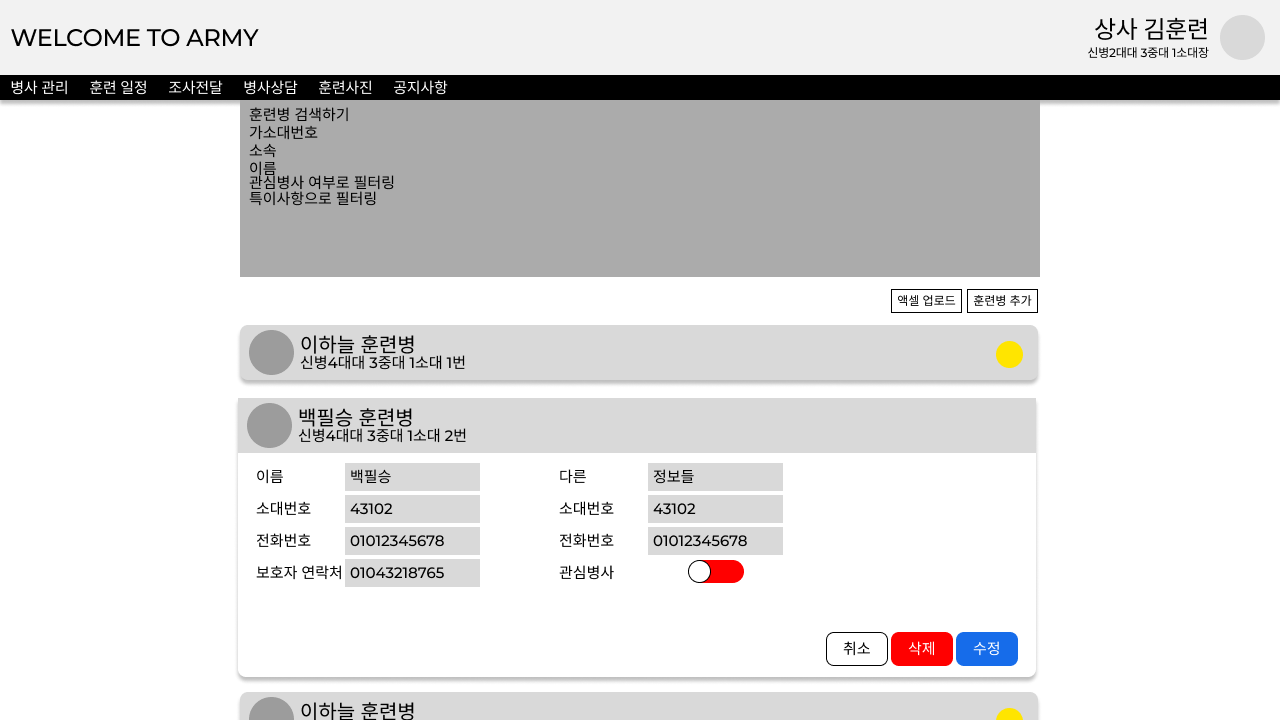 WELCOME TO ARMY
상사 김훈련
신병2대대 3중대 1소대장
병사 관리 훈련 일정 조사전달 병사상담 훈련사진 공지사항
훈련병 검색하기
가소대번호
소속
이름
관심병사 여부로 필터링
특이사항으로 필터링
액셀 업로드 훈련병 추가
이하늘 훈련병
신병4대대 3중대 1소대 1번
백필승 훈련병
신병4대대 3중대 1소대 2번
이름 백필승 다른 정보들
소대번호 43102 소대번호 43102
전화번호 01012345678 전화번호 01012345678
보호자 연락처 01043218765 관심병사
취소 삭제 수정
이하늘 훈련병